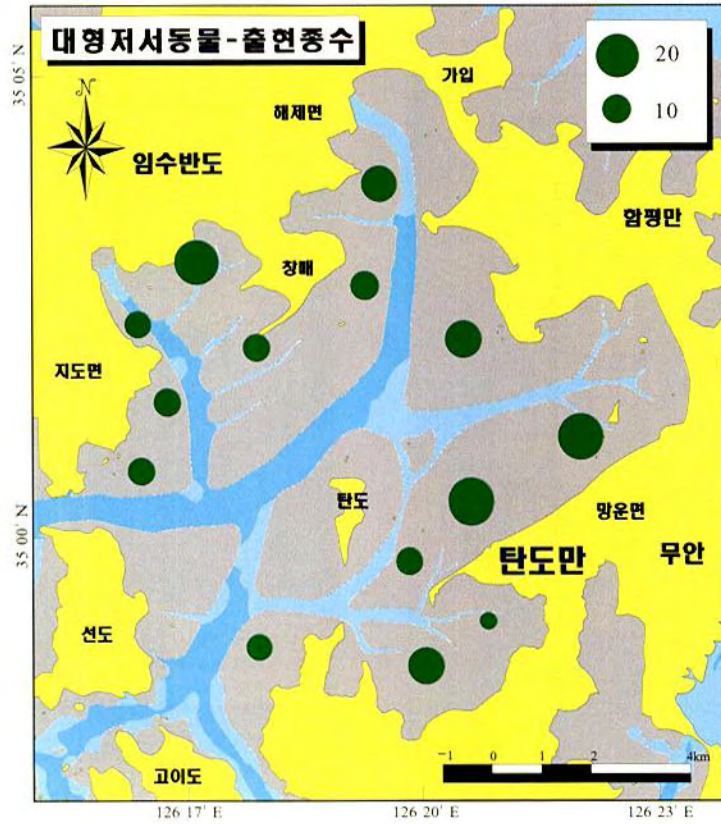 대형저서동물-출현종수
20
10
35 05' N
N
가입
해제면
임수반도
함평만
창매
지도면
탄도
망운면
35 00' N
탄도만
무안
선도
고이도
-1 0 1 2 4km
126 17' E 126 20' E 126 23' E